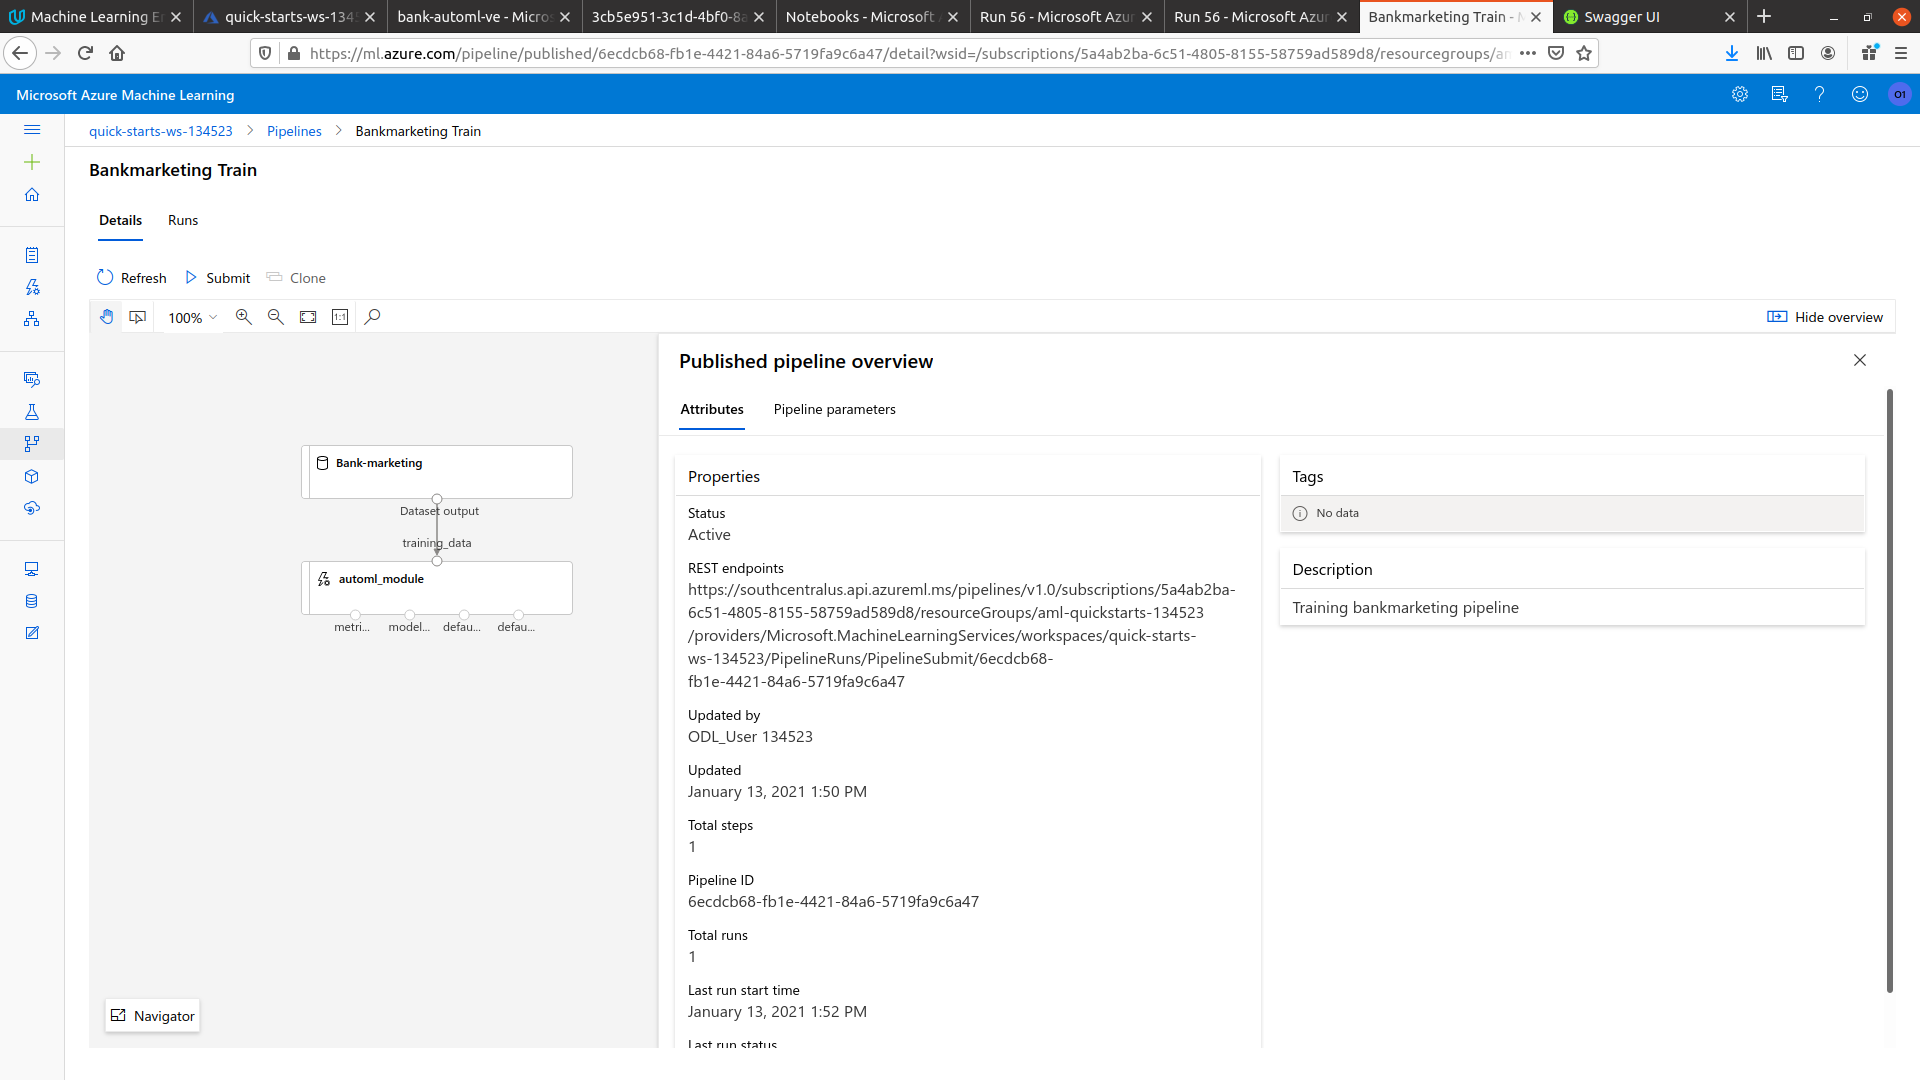 Machine Learning E
quick-starts-ws-134
bank-automl-ve - Micros
3cb5e951-3c1d-4bf0-8a
Notebooks - Microsoft
Run 56 - Microsoft Azur
Run 56 - Microsoft Azur
Bankmarketing Train - M
Swagger UI
https://ml.azure.com/pipeline/published/6ecdcb68-fb1e-4421-84a6-5719fa9c6a47/detail?wsid=/subscriptions/5a4ab2ba-6c51-4805-8155-58759ad589d8/resourcegroups/am
Microsoft Azure Machine Learning
O1
quick-starts-ws-134523 > Pipelines > Bankmarketing Train
Bankmarketing Train
Details Runs
Refresh Submit Clone
100% 1:1 Hide overview
Bank-marketing
Dataset output
training_data
automl_module
metri... model... defau... defau...
Navigator
Published pipeline overview
Attributes Pipeline parameters
Properties
Status
Active
REST endpoints
https://southcentralus.api.azureml.ms/pipelines/v1.0/subscriptions/5a4ab2ba-
6c51-4805-8155-58759ad589d8/resourceGroups/aml-quickstarts-134523
/providers/Microsoft.MachineLearningServices/workspaces/quick-starts-
ws-134523/PipelineRuns/PipelineSubmit/6ecdcb68-
fb1e-4421-84a6-5719fa9c6a47
Updated by
ODL_User 134523
Updated
January 13, 2021 1:50 PM
Total steps
1
Pipeline ID
6ecdcb68-fb1e-4421-84a6-5719fa9c6a47
Total runs
1
Last run start time
January 13, 2021 1:52 PM
Last run status
Tags
No data
Description
Training bankmarketing pipeline